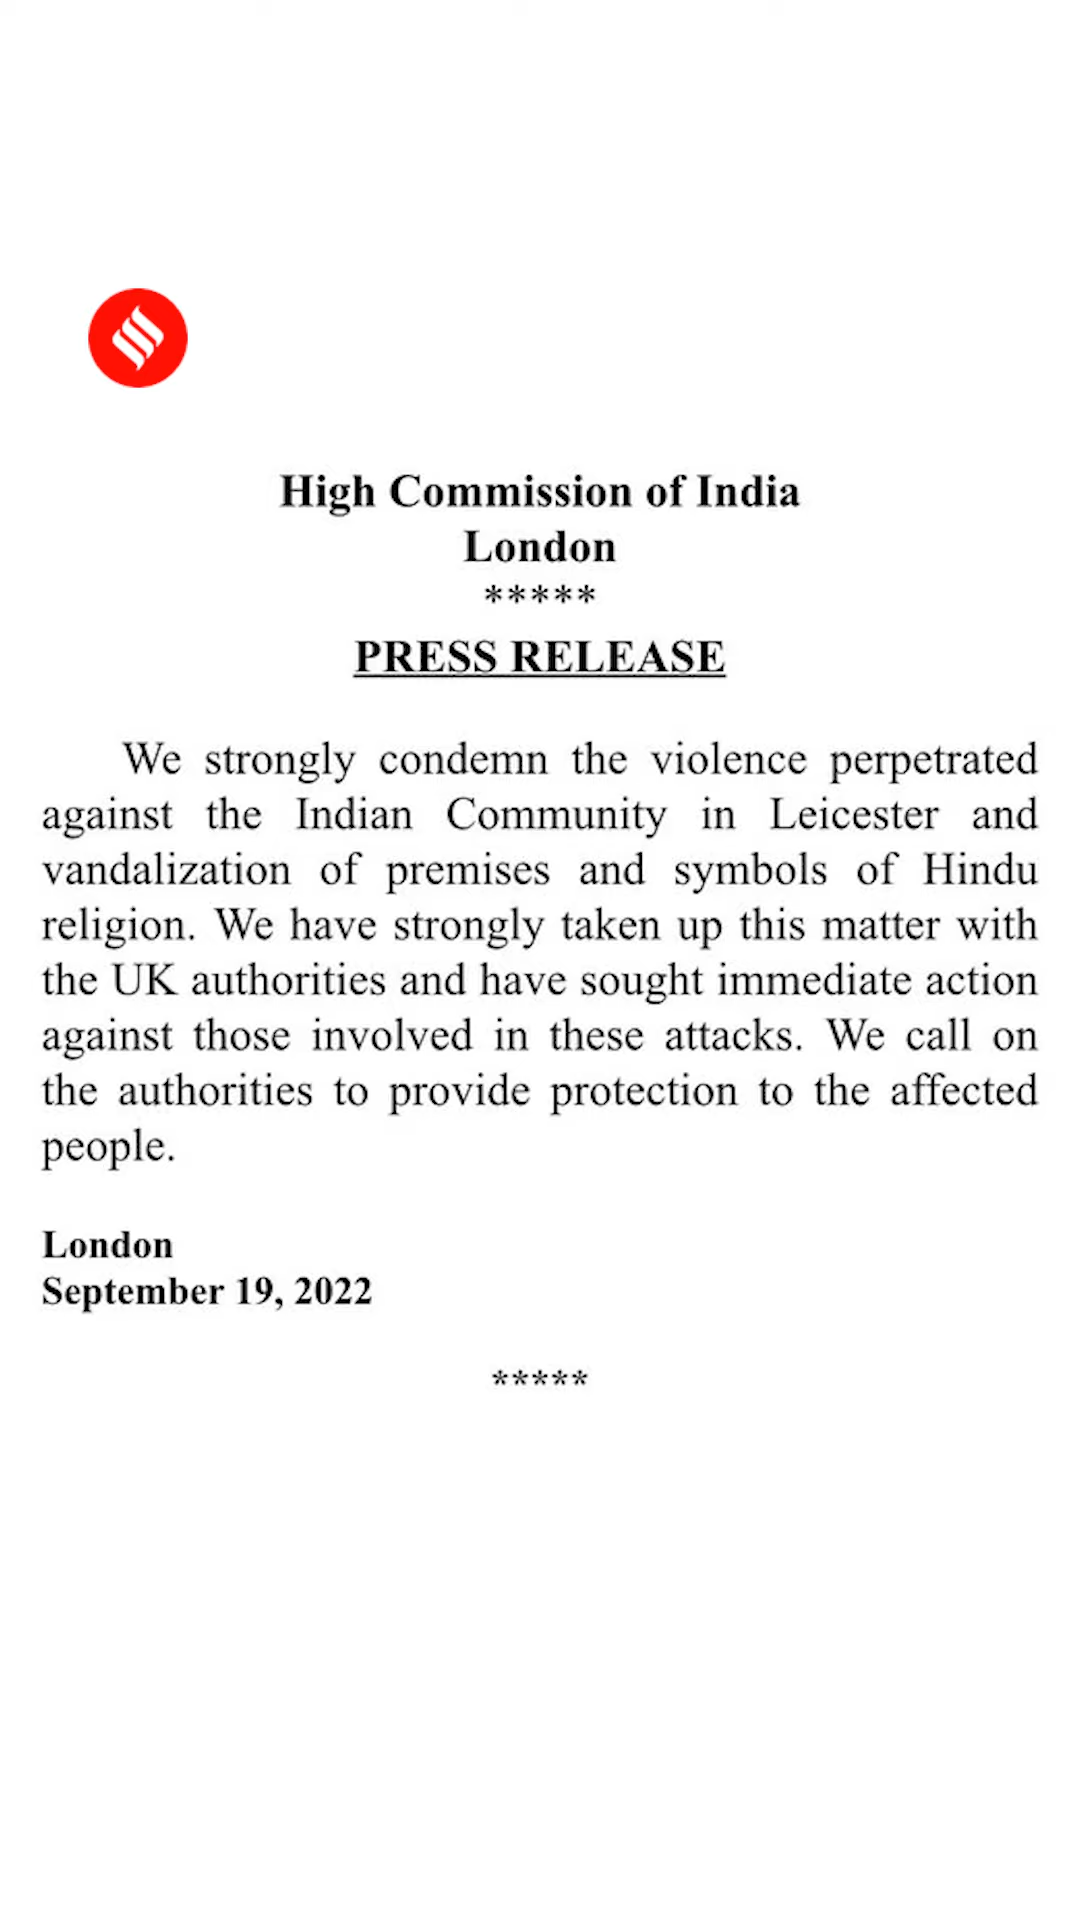 High Commission of India
London
*****
PRESS RELEASE
We strongly condemn the violence perpetrated
against the Indian Community in Leicester and
vandalization of premises and symbols of Hindu
religion. We have strongly taken up this matter with
the UK authorities and have sought immediate action
against those involved in these attacks. We call on
the authorities to provide protection to the affected
people.
London
September 19, 2022
*****